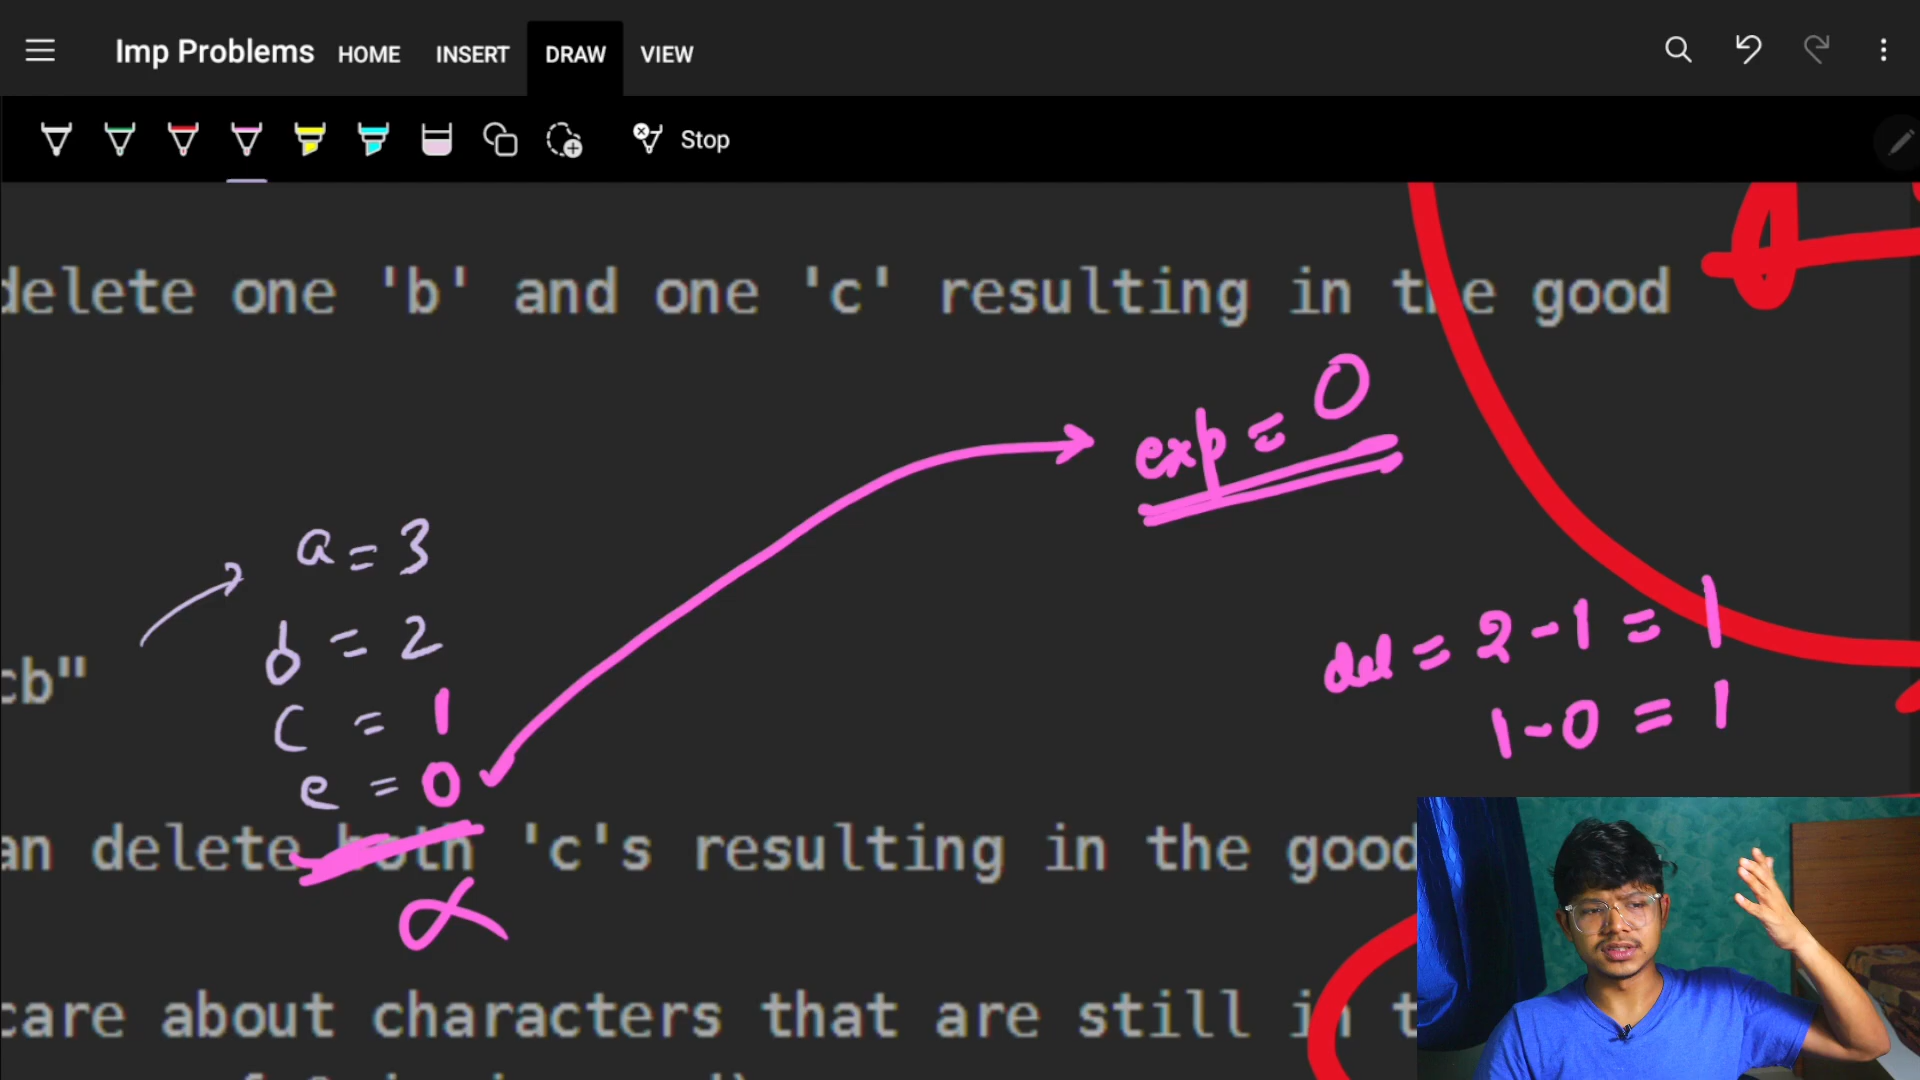 Imp Problems HOME INSERT DRAW VIEW
Stop
delete one 'b' and one 'c' resulting in the good
exp = 0
a = 3
b = 2
c = 1
e = 0
cb"
del = 2 - 1 = 1
1 - 0 = 1
an delete both 'c's resulting in the good
α
care about characters that are still in t